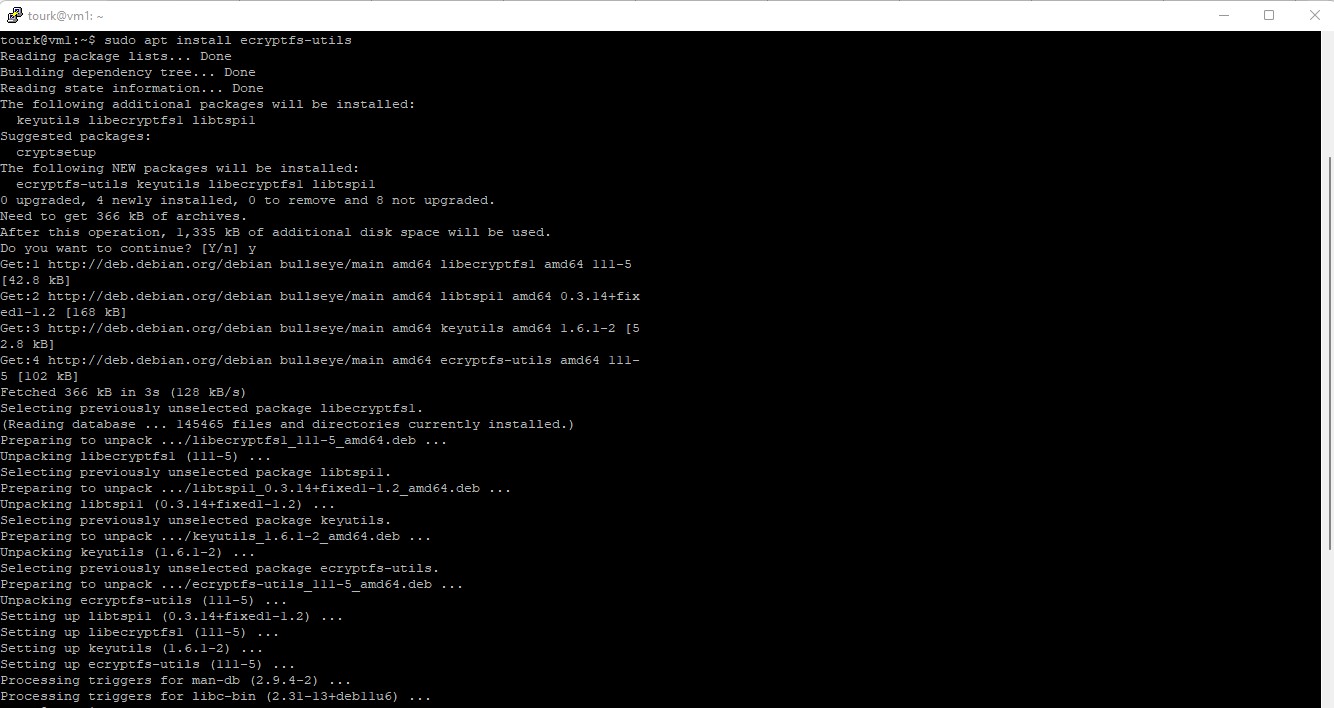 tourk@vm1: ~
tourk@vm1:~$ sudo apt install ecryptfs-utils
Reading package lists... Done
Building dependency tree... Done
Reading state information... Done
The following additional packages will be installed:
  keyutils libecryptfs1 libtspi1
Suggested packages:
  cryptsetup
The following NEW packages will be installed:
  ecryptfs-utils keyutils libecryptfs1 libtspi1
0 upgraded, 4 newly installed, 0 to remove and 8 not upgraded.
Need to get 366 kB of archives.
After this operation, 1,335 kB of additional disk space will be used.
Do you want to continue? [Y/n] y
Get:1 http://deb.debian.org/debian bullseye/main amd64 libecryptfs1 amd64 111-5
[42.8 kB]
Get:2 http://deb.debian.org/debian bullseye/main amd64 libtspi1 amd64 0.3.14+fix
ed1-1.2 [168 kB]
Get:3 http://deb.debian.org/debian bullseye/main amd64 keyutils amd64 1.6.1-2 [5
2.8 kB]
Get:4 http://deb.debian.org/debian bullseye/main amd64 ecryptfs-utils amd64 111-
5 [102 kB]
Fetched 366 kB in 3s (128 kB/s)
Selecting previously unselected package libecryptfs1.
(Reading database ... 145465 files and directories currently installed.)
Preparing to unpack .../libecryptfs1_111-5_amd64.deb ...
Unpacking libecryptfs1 (111-5) ...
Selecting previously unselected package libtspi1.
Preparing to unpack .../libtspi1_0.3.14+fixed1-1.2_amd64.deb ...
Unpacking libtspi1 (0.3.14+fixed1-1.2) ...
Selecting previously unselected package keyutils.
Preparing to unpack .../keyutils_1.6.1-2_amd64.deb ...
Unpacking keyutils (1.6.1-2) ...
Selecting previously unselected package ecryptfs-utils.
Preparing to unpack .../ecryptfs-utils_111-5_amd64.deb ...
Unpacking ecryptfs-utils (111-5) ...
Setting up libtspi1 (0.3.14+fixed1-1.2) ...
Setting up libecryptfs1 (111-5) ...
Setting up keyutils (1.6.1-2) ...
Setting up ecryptfs-utils (111-5) ...
Processing triggers for man-db (2.9.4-2) ...
Processing triggers for libc-bin (2.31-13+deb11u6) ...